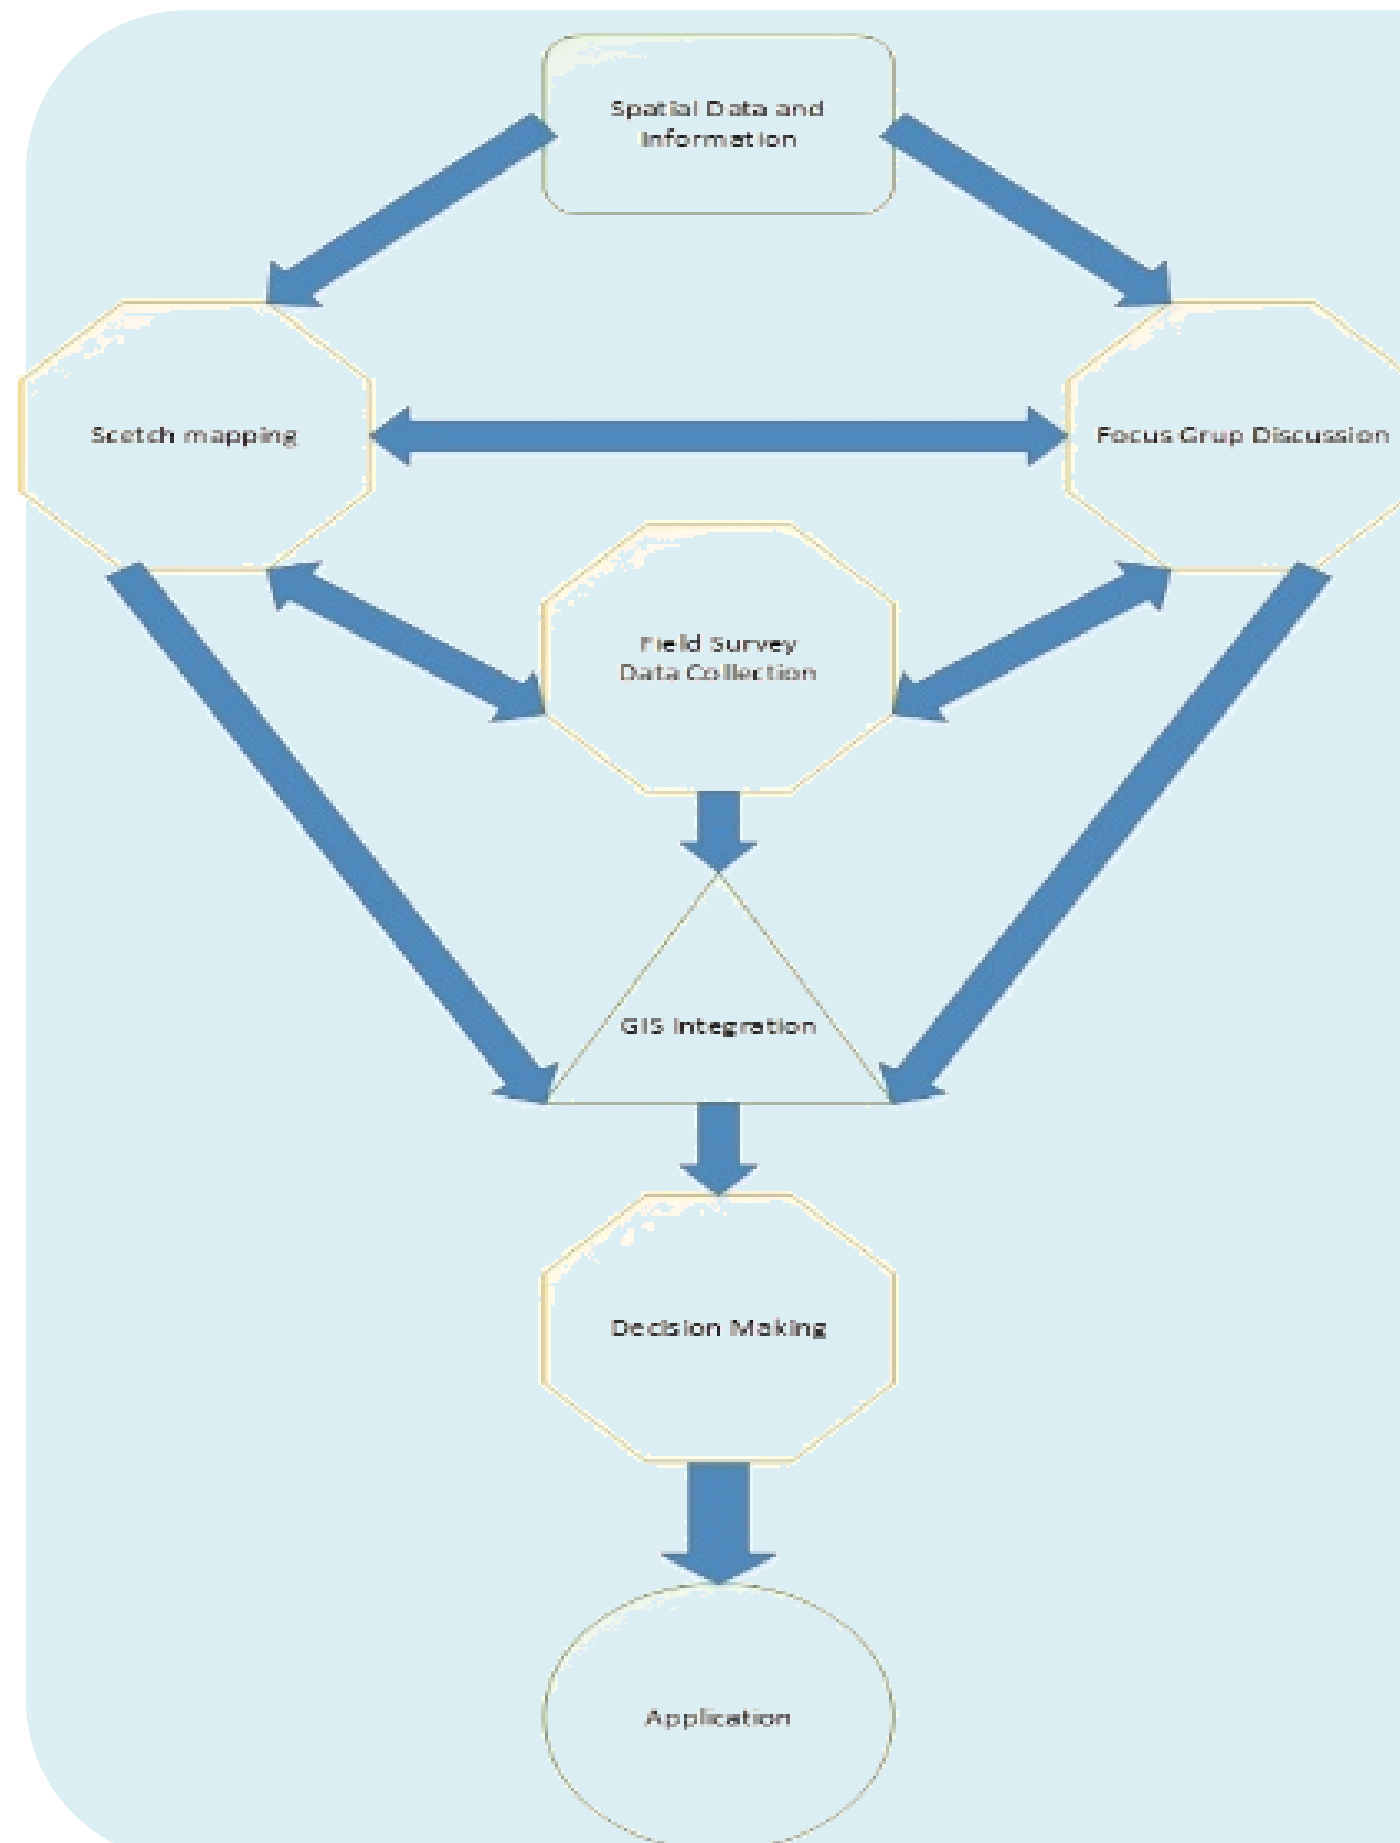 Spatial Data and
Information
Scetch mapping
Focus Grup Discussion
Field Survey
Data Collection
GIS Integration
Decision Making
Application